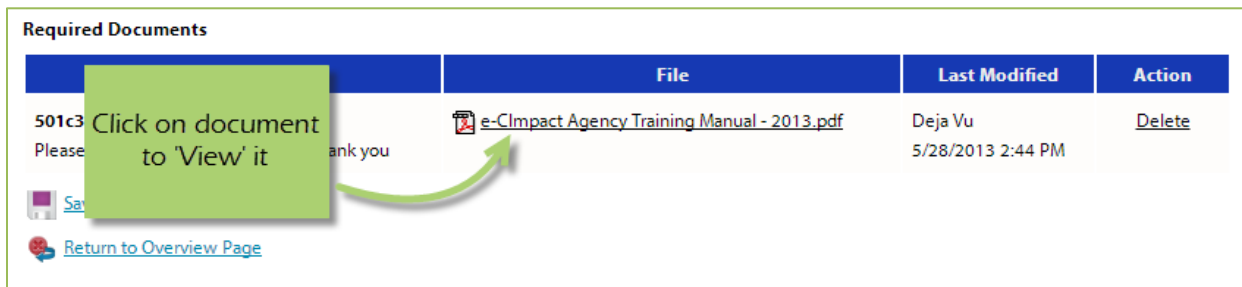 Required Documents
File Last Modified Action
501c3 e-CImpact Agency Training Manual - 2013.pdf Deja Vu Delete
Please ank you 5/28/2013 2:44 PM
Click on document
to 'View' it
Sa
Return to Overview Page